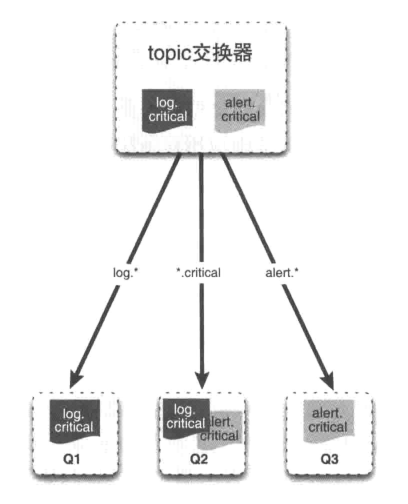 topic交换器
log.
critical
alert.
critical
log.*
*.critical
alert.*
log.
critical
Q1
log.
critical
alert.
critical
Q2
alert.
critical
Q3